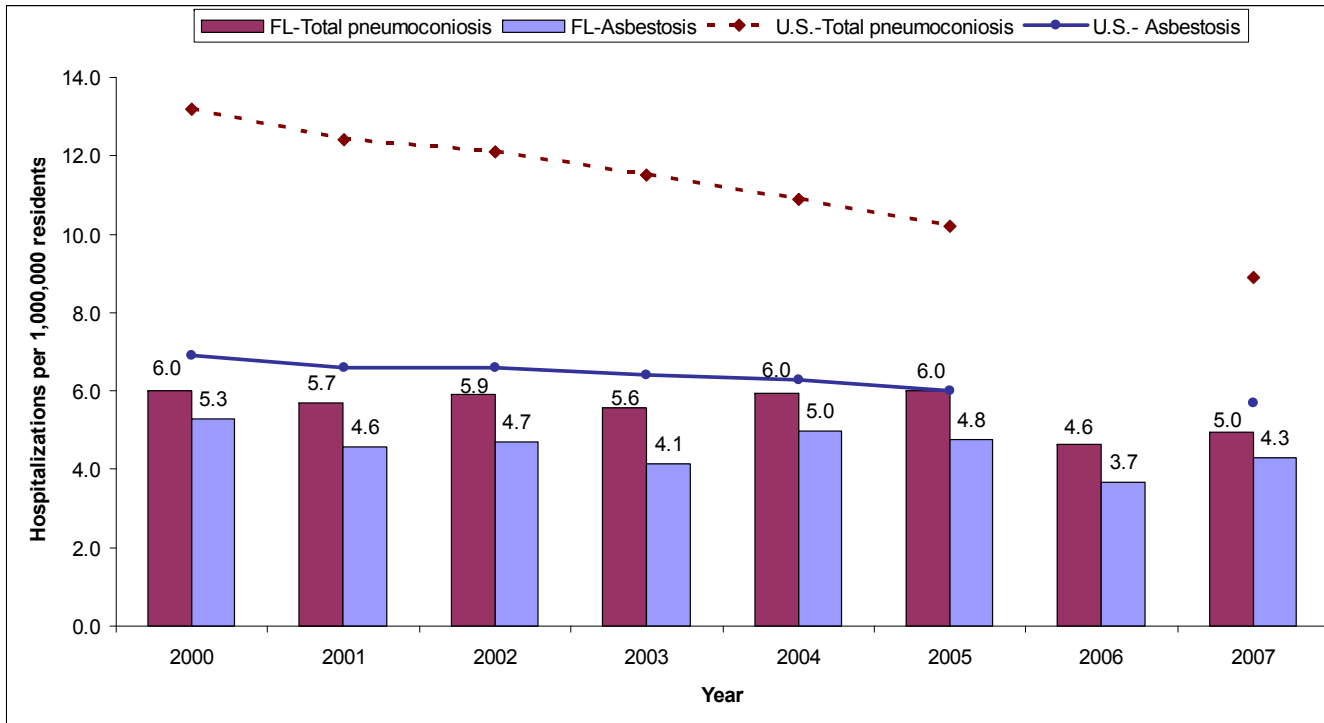 FL-Total pneumoconiosis FL-Asbestosis U.S.-Total pneumoconiosis U.S.- Asbestosis
Hospitalizations per 1,000,000 residents
14.0
12.0
10.0
8.0
6.0
4.0
2.0
0.0
6.0 5.3 5.7 4.6 5.9 4.7 5.6 4.1 6.0 5.0 6.0 4.8 4.6 3.7 5.0 4.3
2000 2001 2002 2003 2004 2005 2006 2007
Year